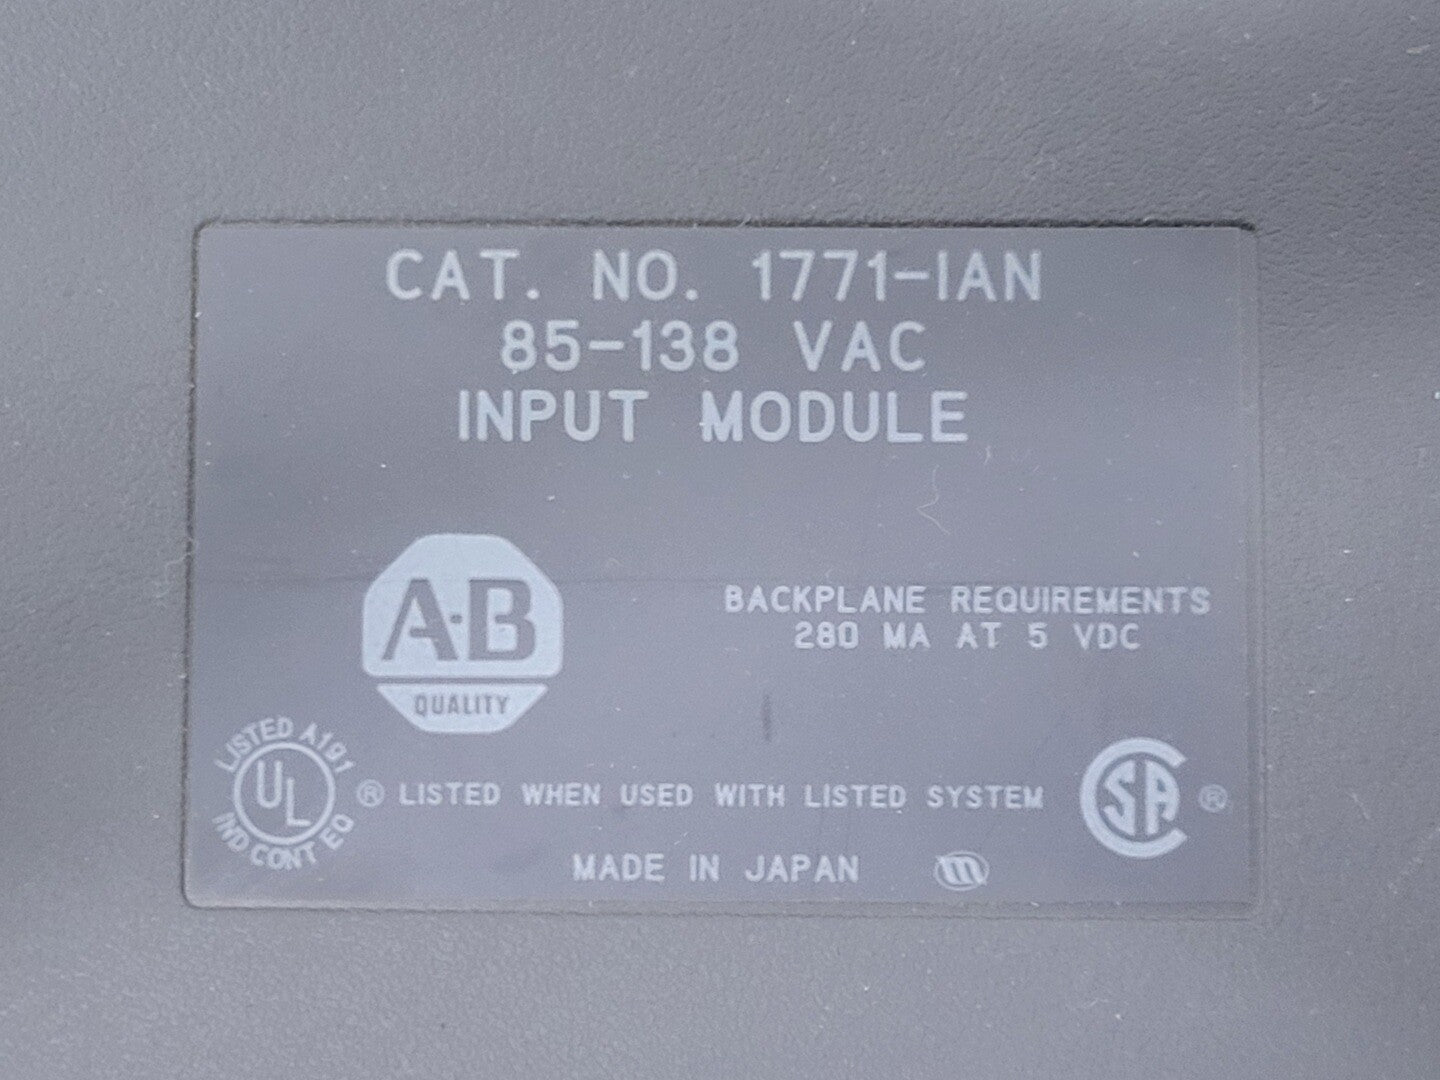 CAT. NO. 1771-IAN
85-138 VAC
INPUT MODULE
A-B
QUALITY
BACKPLANE REQUIREMENTS
280 MA AT 5 VDC
LISTED A191
UL
IND CONT EQ
® LISTED WHEN USED WITH LISTED SYSTEM
CSA ®
MADE IN JAPAN